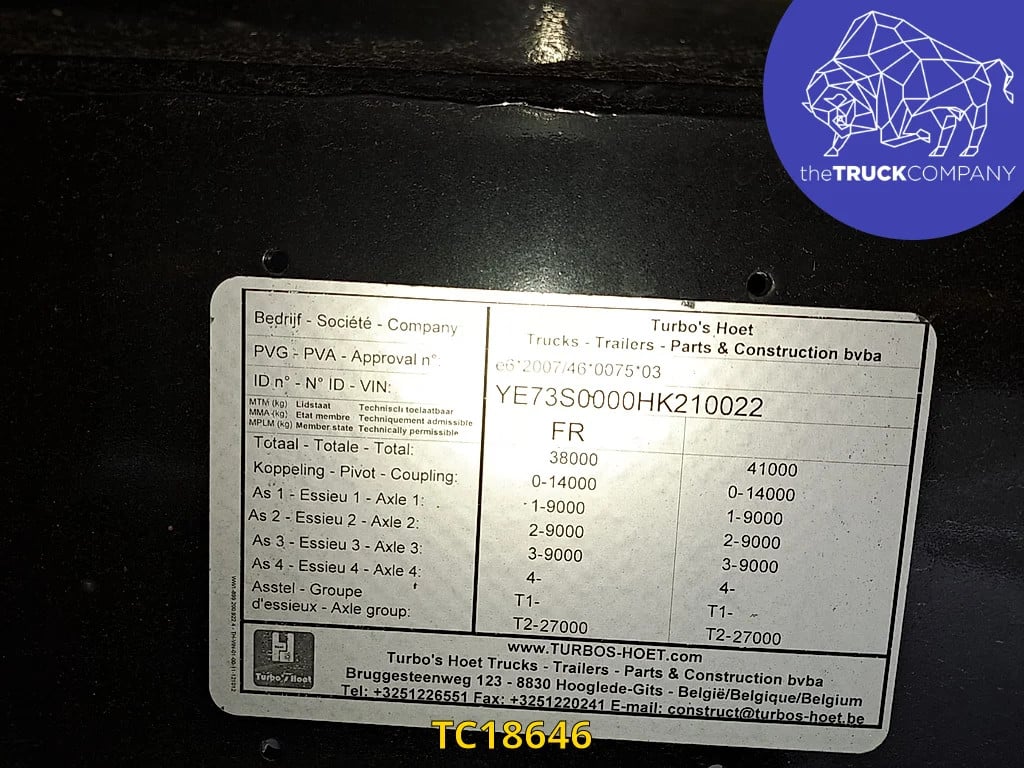 theTRUCKCOMPANY
Bedrijf - Société - Company
Turbo's Hoet
Trucks - Trailers - Parts & Construction bvba
PVG - PVA - Approval n°:
e6*2007/46*0075*03
ID n° - N° ID - VIN:
YE73S0000HK210022
MTM (kg) Lidstaat Technisch toelaatbaar
MMA (kg) Etat membre Techniquement admissible
MPLM (kg) Member state Technically permissible
FR
Totaal - Totale - Total: 38000 41000
Koppeling - Pivot - Coupling: 0-14000 0-14000
As 1 - Essieu 1 - Axle 1: 1-9000 1-9000
As 2 - Essieu 2 - Axle 2: 2-9000 2-9000
As 3 - Essieu 3 - Axle 3: 3-9000 3-9000
As 4 - Essieu 4 - Axle 4: 4- 4-
Asstel - Groupe T1- T1-
d'essieux - Axle group: T2-27000 T2-27000
www.TURBOS-HOET.com
Turbo's Hoet Trucks - Trailers - Parts & Construction bvba
Bruggesteenweg 123 - 8830 Hooglede-Gits - België/Belgique/Belgium
Tel: +3251226551 Fax: +3251220241 E-mail: construct@turbos-hoet.be
Turbo's Hoet
TC18646